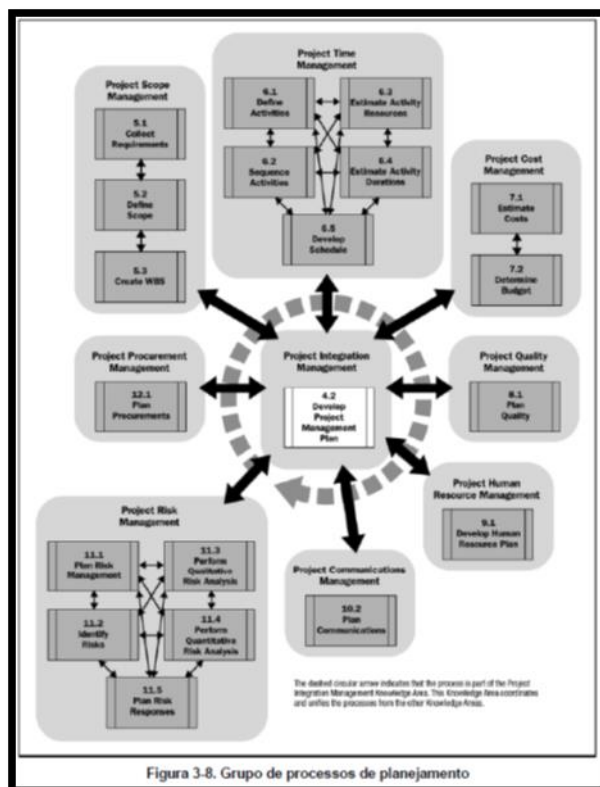 Project Time
Management
6.1
Define
Activities
6.3
Estimate Activity
Resources
6.2
Sequence
Activities
6.4
Estimate Activity
Durations
6.5
Develop
Schedule
Project Scope
Management
5.1
Collect
Requirements
5.2
Define
Scope
5.3
Create WBS
Project Cost
Management
7.1
Estimate
Costs
7.2
Determine
Budget
Project Procurement
Management
12.1
Plan
Procurements
Project Integration
Management
4.2
Develop
Project
Management
Plan
Project Quality
Management
8.1
Plan
Quality
Project Human
Resource Management
9.1
Develop Human
Resource Plan
Project Risk
Management
11.1
Plan Risk
Management
11.3
Perform
Qualitative
Risk Analysis
11.2
Identify
Risks
11.4
Perform
Quantitative
Risk Analysis
11.5
Plan Risk
Responses
Project Communications
Management
10.2
Plan
Communications
The dashed circular arrow indicates that the process is part of the Project
Integration Management Knowledge Area. This Knowledge Area coordinates
and unifies the processes from the other Knowledge Areas.
Figura 3-8. Grupo de processos de planejamento